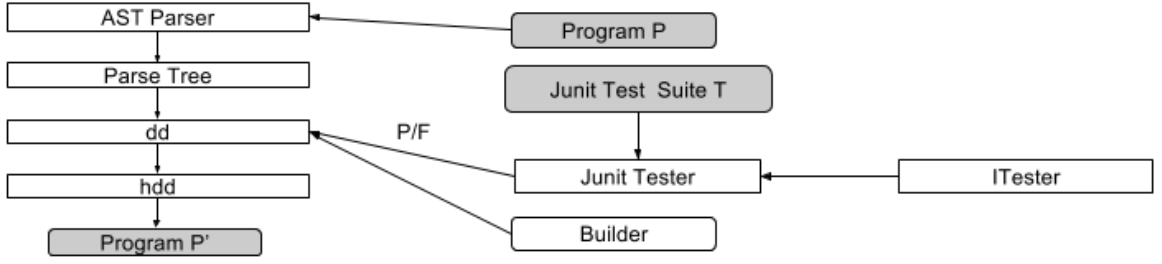 AST Parser
Program P
Parse Tree
Junit Test Suite T
dd
P/F
Junit Tester
ITester
hdd
Builder
Program P’